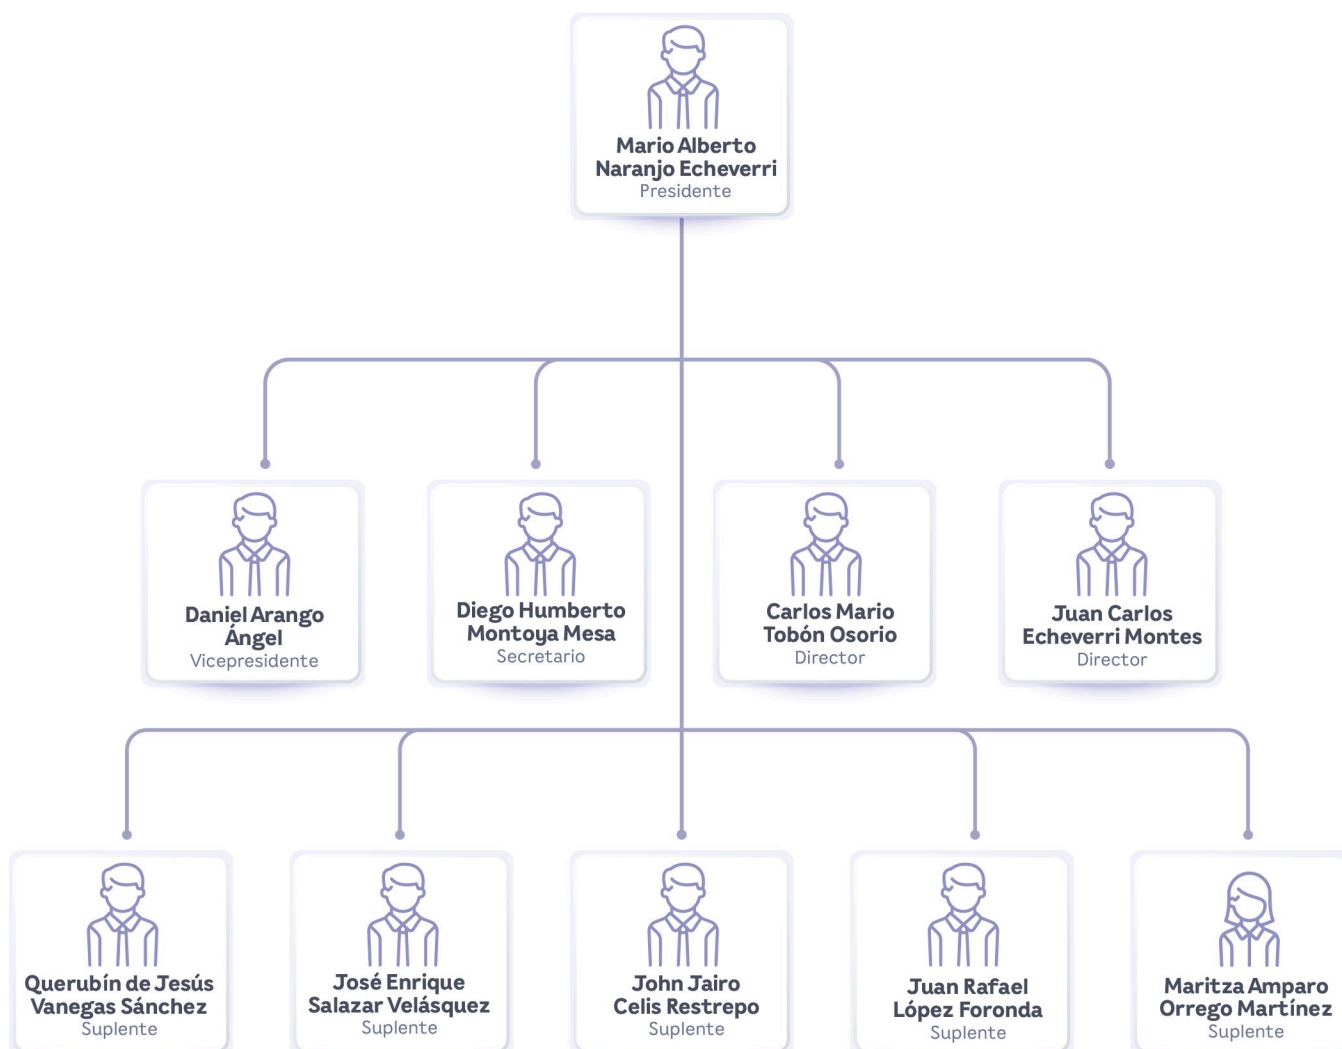 Mario Alberto
Naranjo Echeverri
Presidente
Daniel Arango
Ángel
Vicepresidente
Diego Humberto
Montoya Mesa
Secretario
Carlos Mario
Tobón Osorio
Director
Juan Carlos
Echeverri Montes
Director
Querubín de Jesús
Vanegas Sánchez
Suplente
José Enrique
Salazar Velásquez
Suplente
John Jairo
Celis Restrepo
Suplente
Juan Rafael
López Foronda
Suplente
Maritza Amparo
Orrego Martínez
Suplente